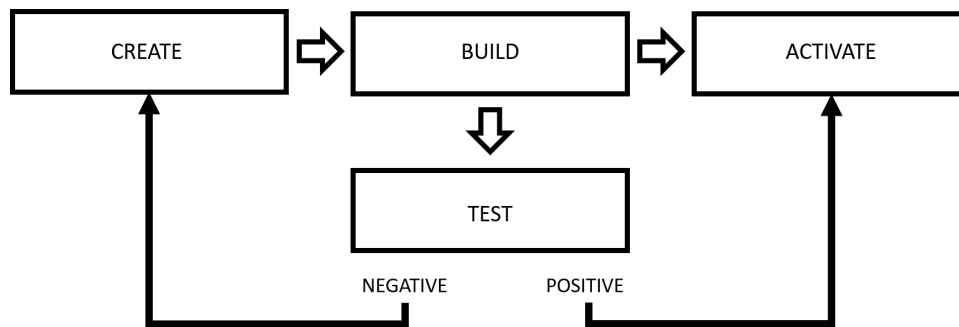 CREATE
BUILD
ACTIVATE
TEST
NEGATIVE
POSITIVE